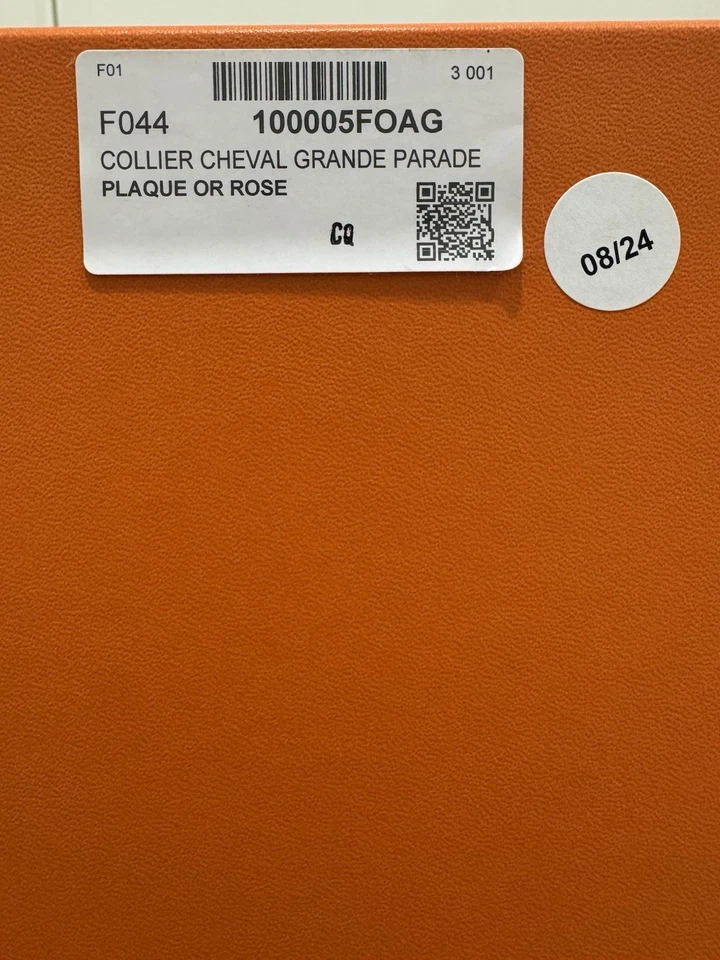 F01
3 001
F044 100005FOAG
COLLIER CHEVAL GRANDE PARADE
PLAQUE OR ROSE
CQ
08/24